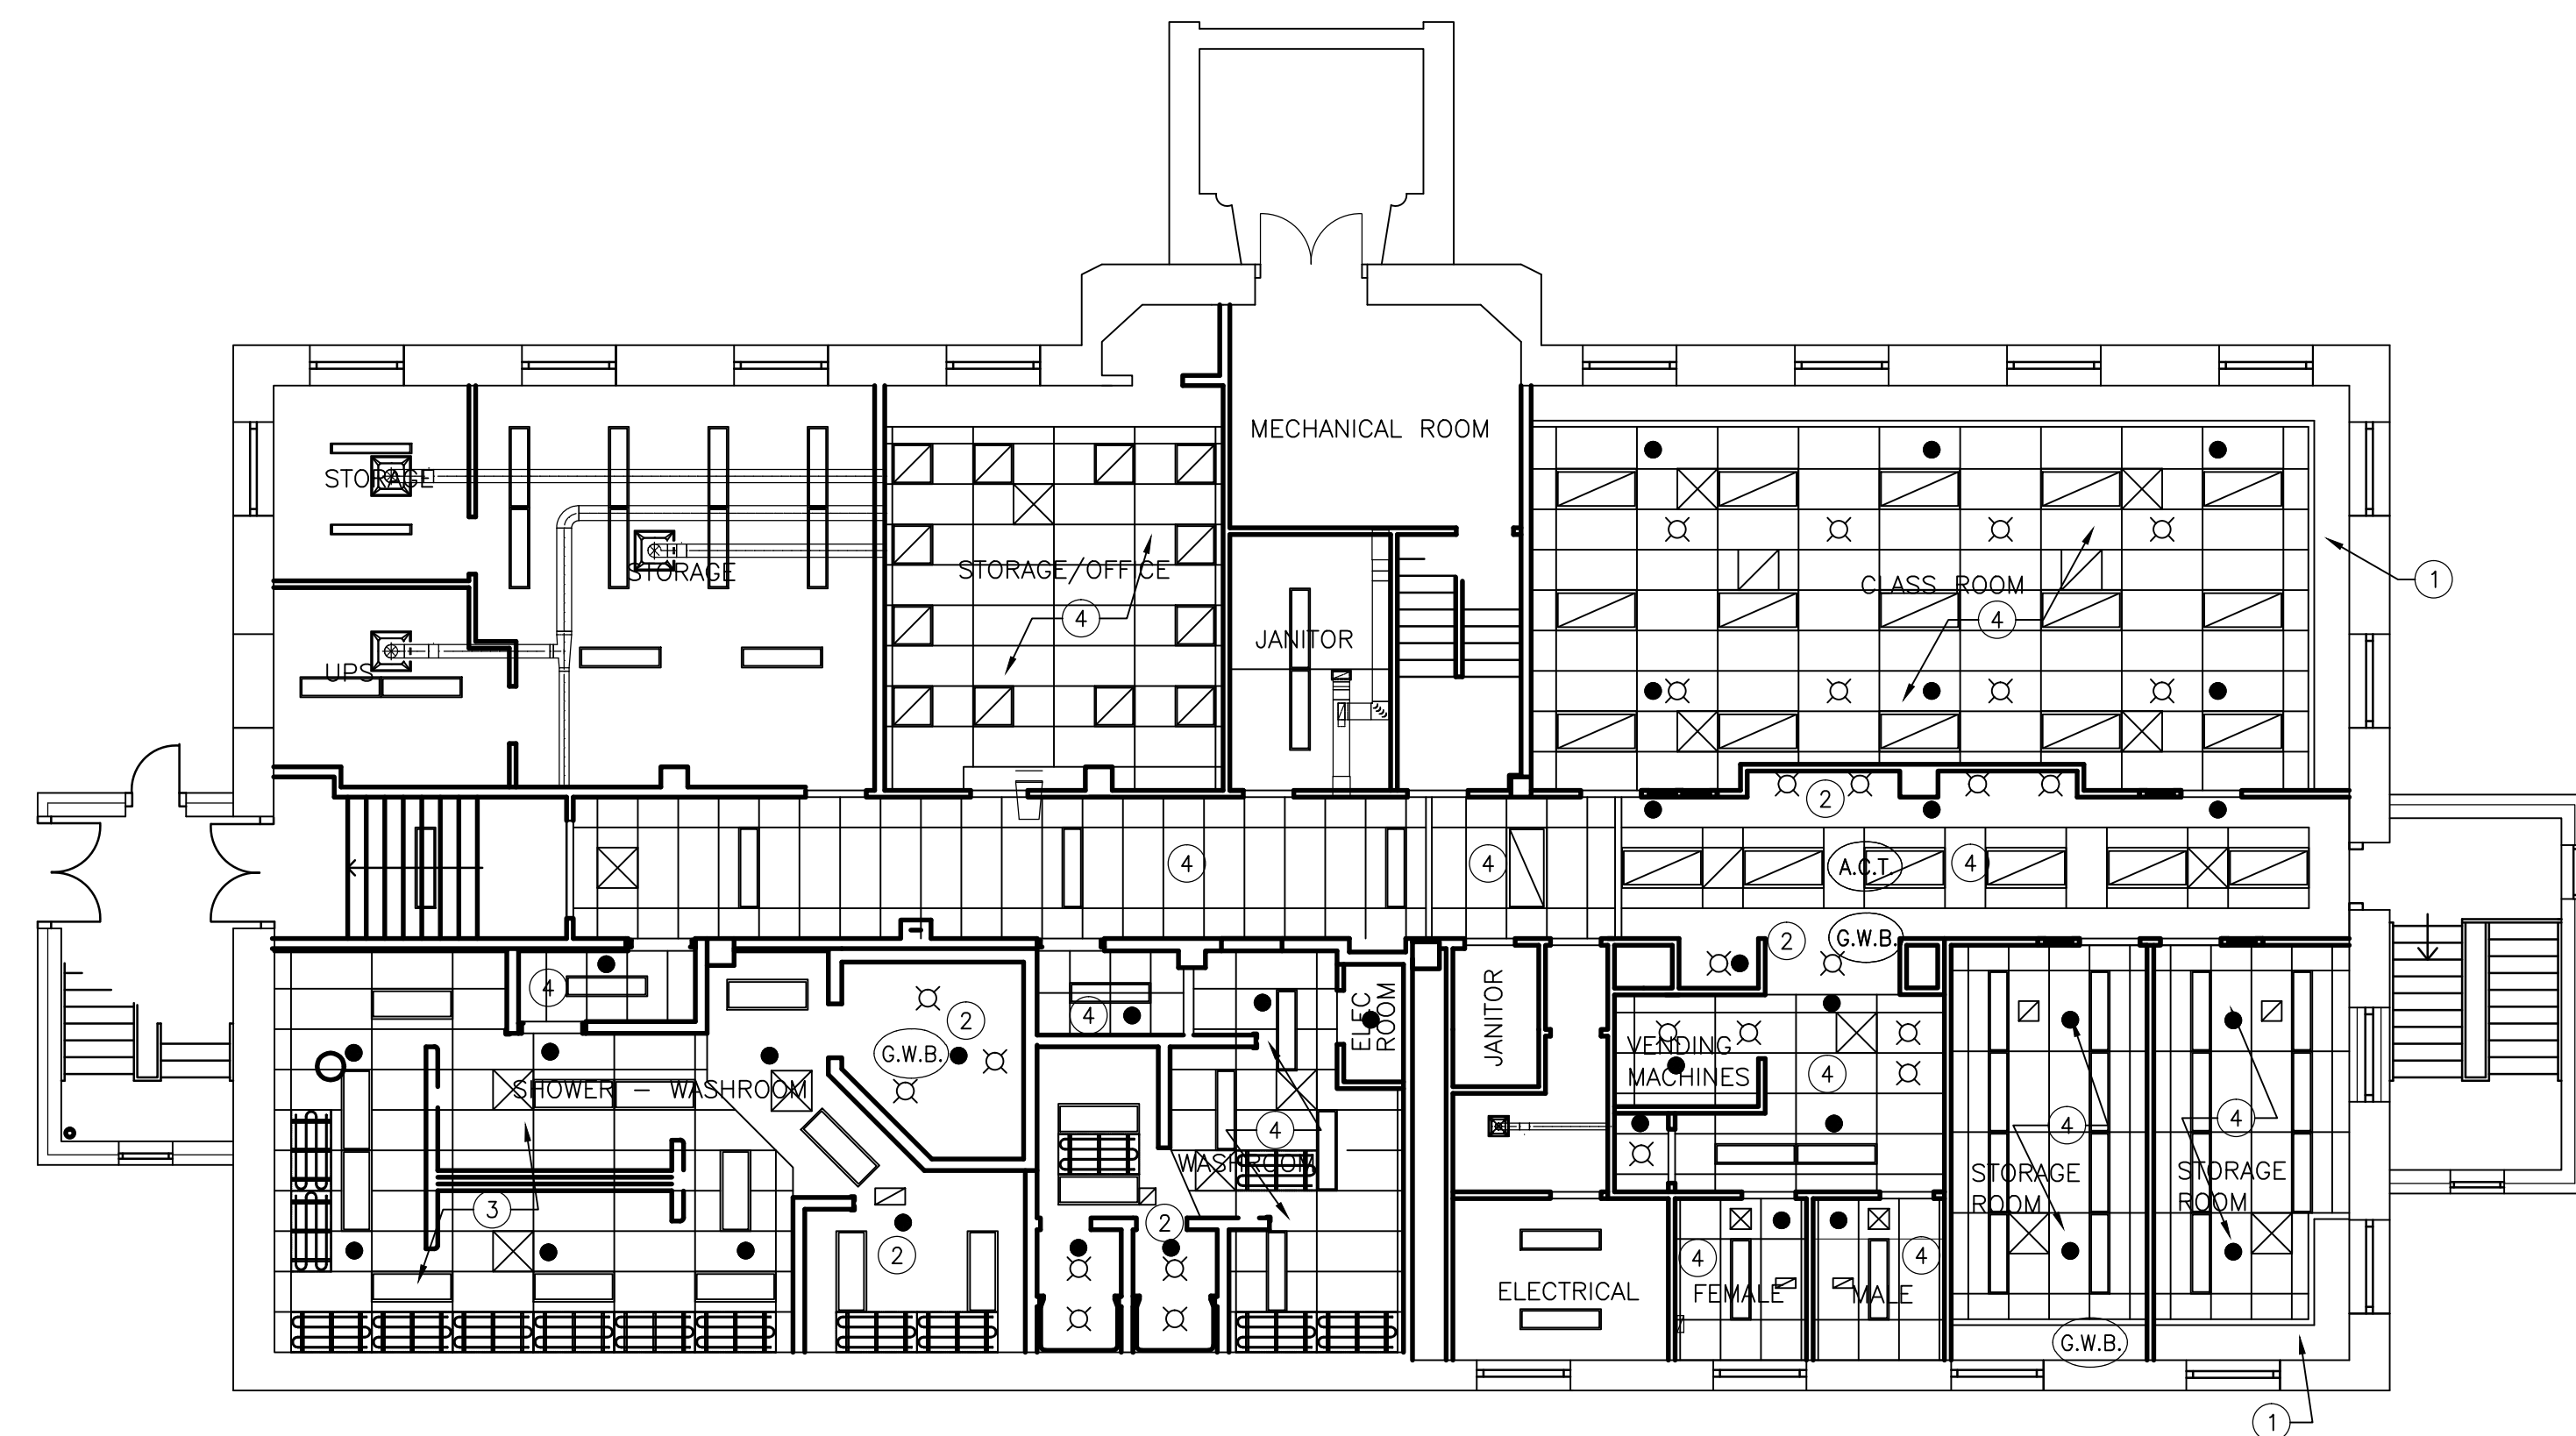 MECHANICAL ROOM
STORAGE
STORAGE
STORAGE/OFFICE
4
CLASS ROOM
4
1
JANITOR
UPS
2
4
4
A.C.T.
4
2
G.W.B.
4
2
G.W.B.
4
ELEC
ROOM
JANITOR
VENDING
MACHINES
4
SHOWER - WASHROOM
4
WASHROOM
4
4
STORAGE
ROOM
STORAGE
ROOM
3
2
2
4
4
ELECTRICAL
FEMALE
MALE
G.W.B.
1